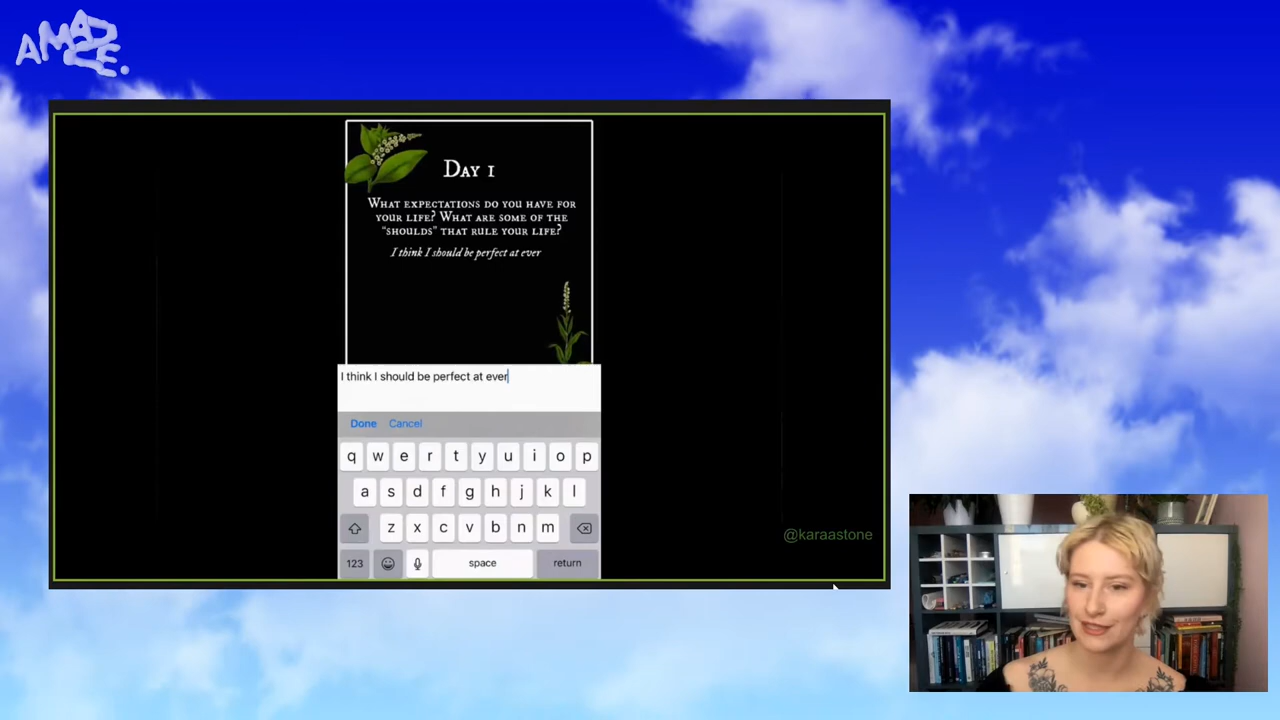 AMAZE.
Day 1
What expectations do you have for
your life? What are some of the
"shoulds" that rule your life?
I think I should be perfect at ever
I think I should be perfect at ever
Done Cancel
q w e r t y u i o p
a s d f g h j k l
z x c v b n m
123 space return
@karaastone